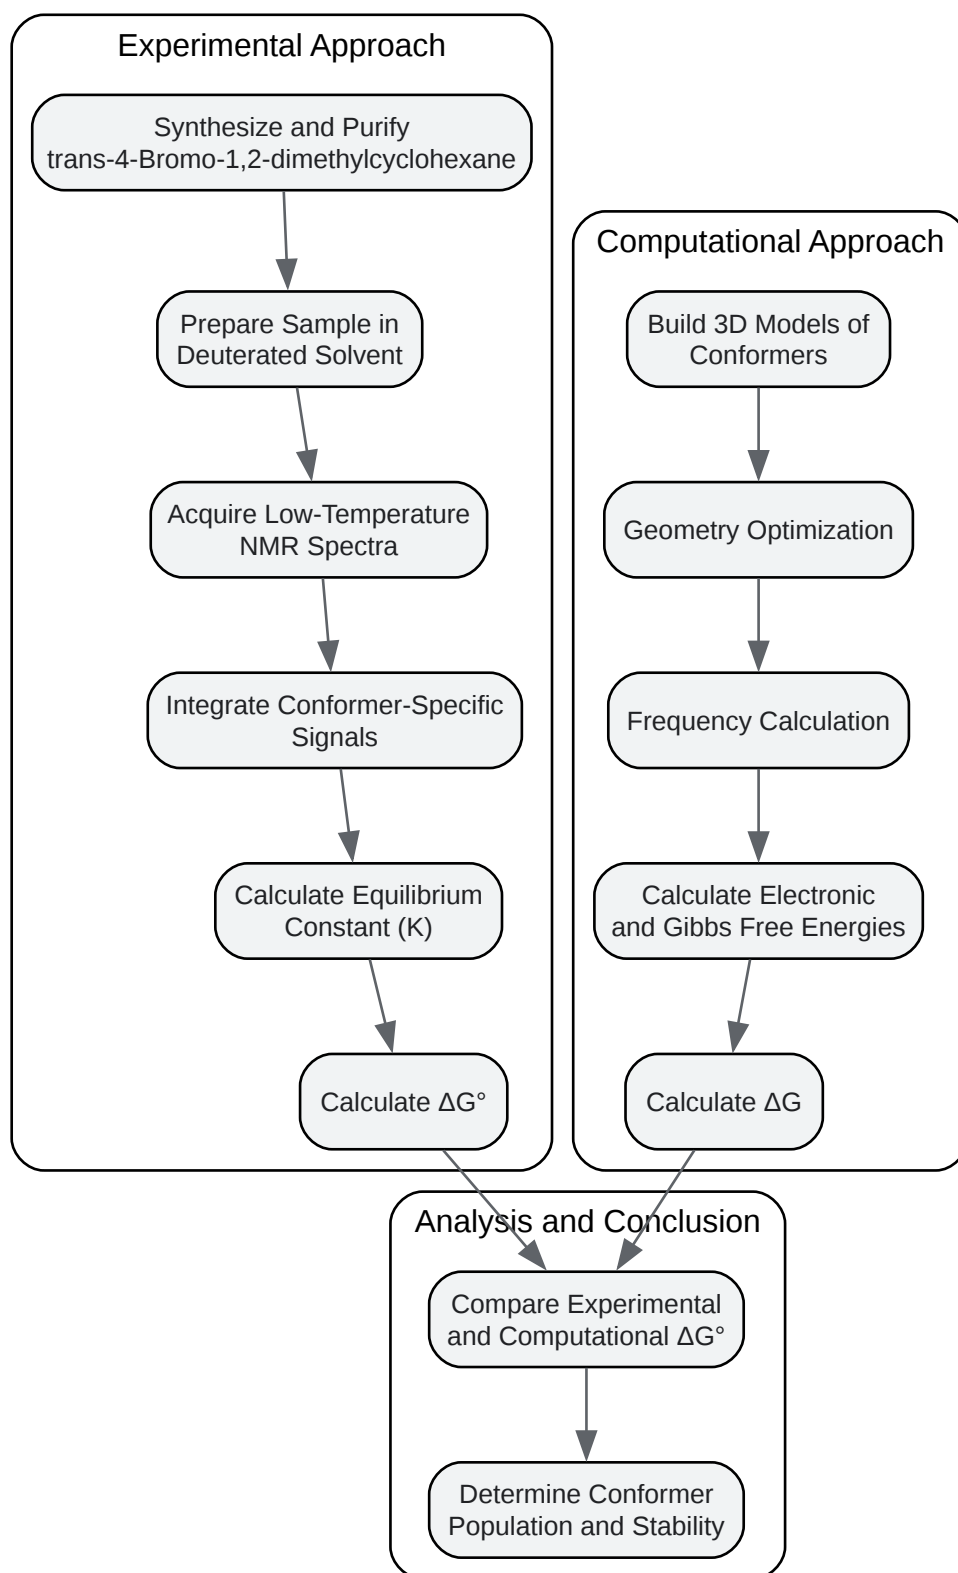 Experimental Approach
Synthesize and Purify
trans-4-Bromo-1,2-dimethylcyclohexane
Prepare Sample in
Deuterated Solvent
Acquire Low-Temperature
NMR Spectra
Integrate Conformer-Specific
Signals
Calculate Equilibrium
Constant (K)
Calculate ΔG°
Computational Approach
Build 3D Models of
Conformers
Geometry Optimization
Frequency Calculation
Calculate Electronic
and Gibbs Free Energies
Calculate ΔG
Analysis and Conclusion
Compare Experimental
and Computational ΔG°
Determine Conformer
Population and Stability